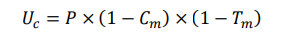 U_c = P × (1 − C_m) × (1 − T_m)